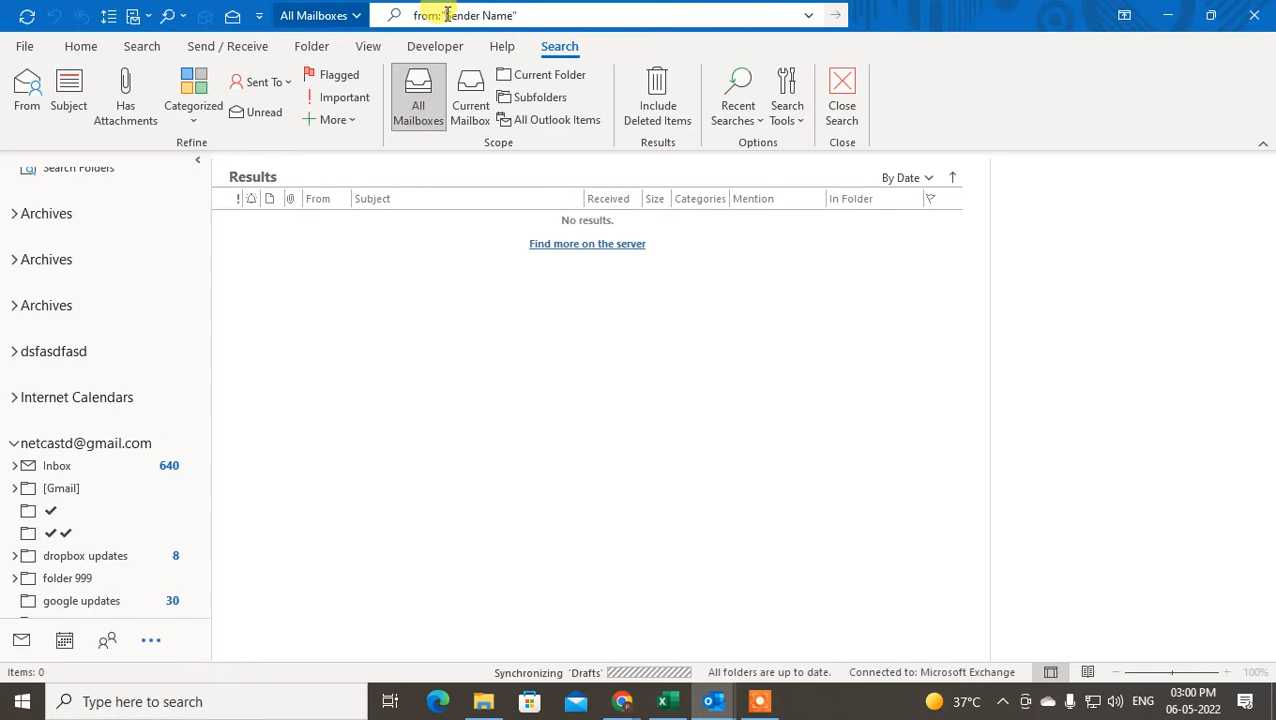 All Mailboxes
from:"Sender Name"
File
Home
Search
Send / Receive
Folder
View
Developer
Help
Search
From
Subject
Has
Attachments
Categorized
Sent To
Unread
Flagged
Important
More
Refine
All
Mailboxes
Current
Mailbox
Current Folder
Subfolders
All Outlook Items
Scope
Include
Deleted Items
Results
Recent
Searches
Search
Tools
Options
Close
Search
Close
Search Folders
Archives
Archives
Archives
dsfasdfasd
Internet Calendars
netcastd@gmail.com
Inbox 640
[Gmail]
dropbox updates 8
folder 999
google updates 30
Results
By Date
From Subject Received Size Categories Mention In Folder
No results.
Find more on the server
Items: 0
Synchronizing 'Drafts'
All folders are up to date.
Connected to: Microsoft Exchange
100%
Type here to search
37°C
ENG
03:00 PM
06-05-2022